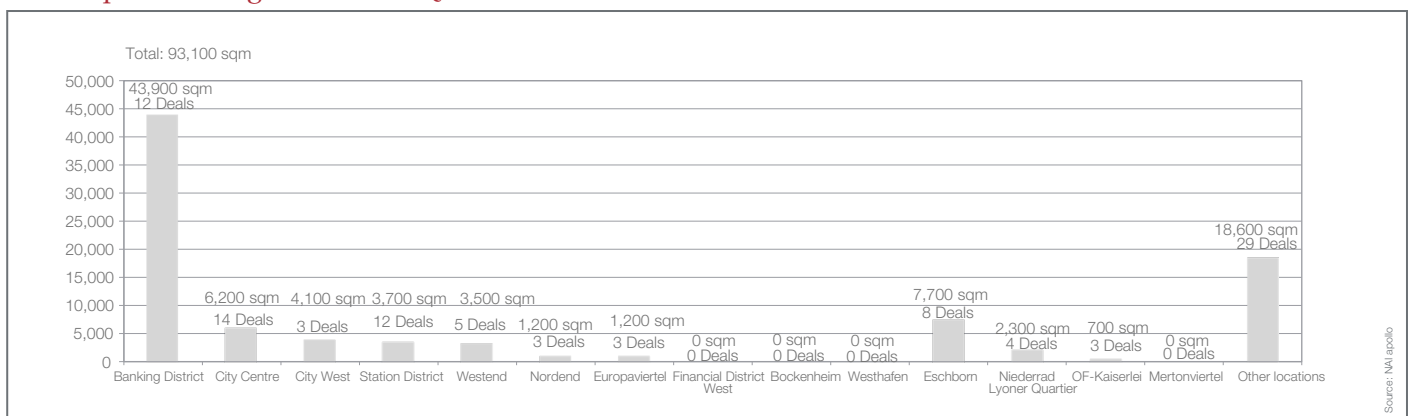 Total: 93,100 sqm
50,000
45,000
40,000
35,000
30,000
25,000
20,000
15,000
10,000
5,000
0
43,900 sqm
12 Deals
6,200 sqm
14 Deals
4,100 sqm
3 Deals
3,700 sqm
12 Deals
3,500 sqm
5 Deals
1,200 sqm
3 Deals
1,200 sqm
3 Deals
0 sqm
0 Deals
0 sqm
0 Deals
0 sqm
0 Deals
7,700 sqm
8 Deals
2,300 sqm
4 Deals
700 sqm
3 Deals
0 sqm
0 Deals
18,600 sqm
29 Deals
Banking District
City Centre
City West
Station District
Westend
Nordend
Europaviertel
Financial District
West
Bockenheim
Westhafen
Eschborn
Niederrad
Lyoner Quartier
OF-Kaiserlei
Mertonviertel
Other locations
Source: NAI apollo